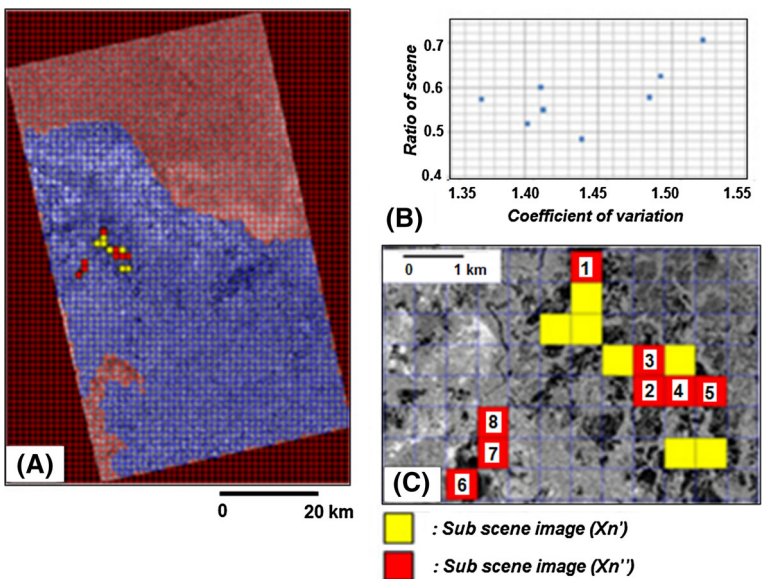 (A)
0 20 km
Ratio of scene
0.7
0.6
0.5
0.4
1.35 1.40 1.45 1.50 1.55
Coefficient of variation
(B)
0 1 km
1
3
2 4 5
8
7
6
(C)
: Sub scene image (Xn')
: Sub scene image (Xn'')